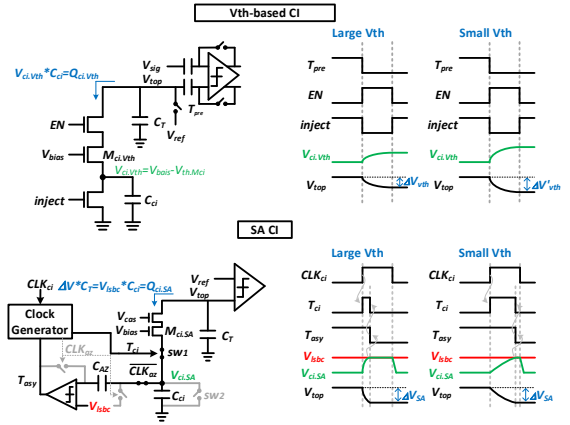 Vth-based CI
Large Vth
Small Vth
Vci.Vth*Cci=Qci.Vth
Vsig
Vtop
Tpre
CT
Vref
EN
Vbias
Mci.Vth
Vci.Vth=Vbais-Vth.Mci
inject
Cci
Tpre
EN
inject
Vci.Vth
Vtop
ΔVvth
Tpre
EN
inject
Vci.Vth
Vtop
ΔV'vth
SA CI
Large Vth
Small Vth
CLKci
ΔV*CT=Vlsbc*Cci=Qci.SA
Vref
Vtop
Clock
Generator
Vcas
Vbias
Mci.SA
CT
Tci
SW1
CLKaz
CLKaz
Vci.SA
Tasy
CAZ
Cci
SW2
Vlsbc
CLKci
Tci
Tasy
Vlsbc
Vci.SA
Vtop
ΔVSA
CLKci
Tci
Tasy
Vlsbc
Vci.SA
Vtop
ΔVSA